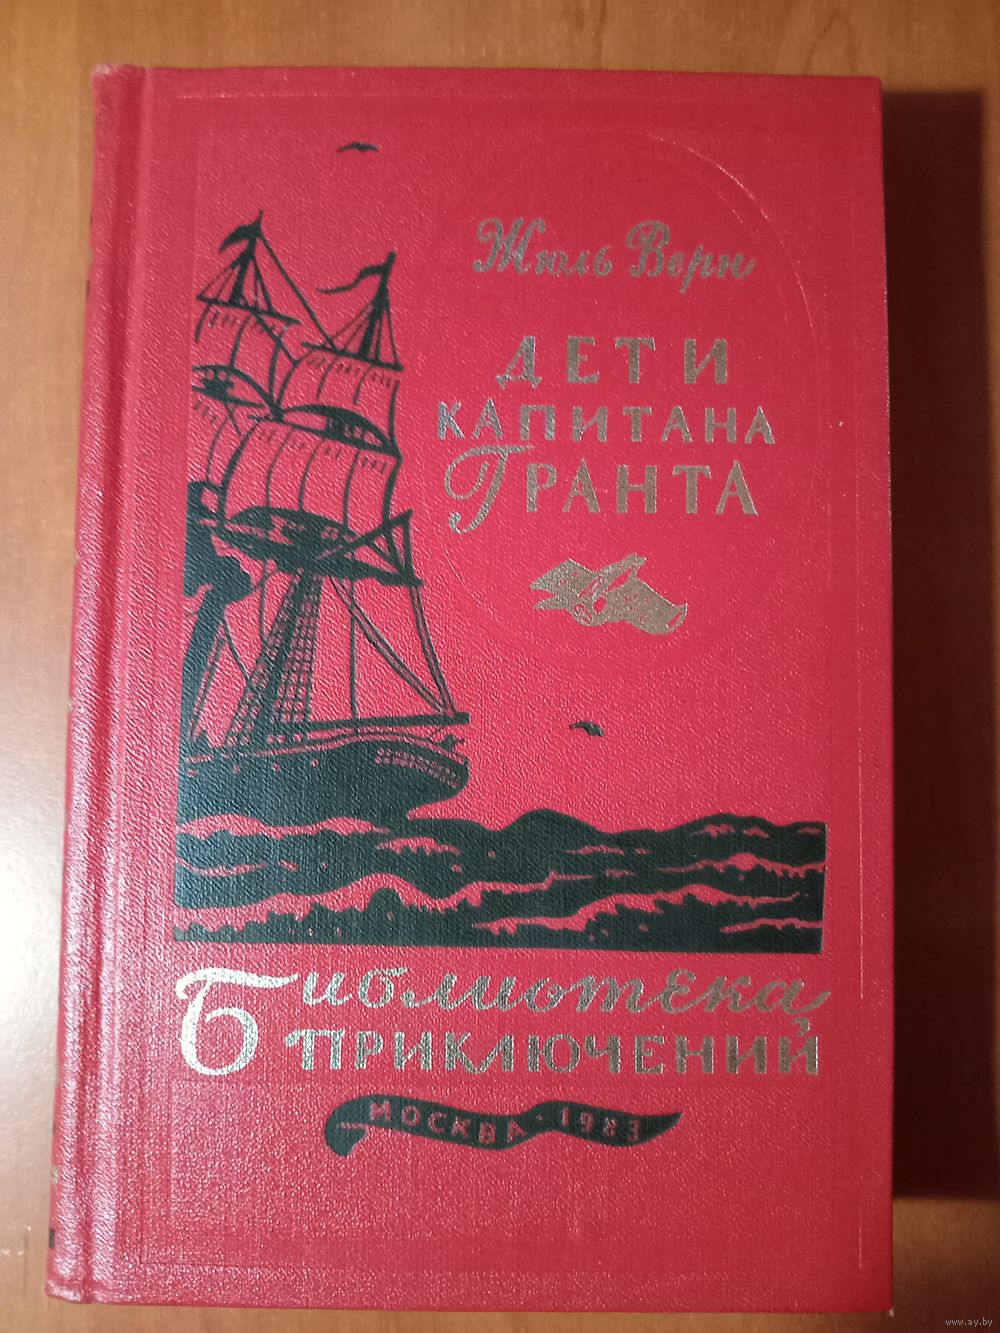 Жюль Верн
ДЕТИ
КАПИТАНА
ГРАНТА
Библиотека
ПРИКЛЮЧЕНИЙ
МОСКВА · 1983
www.ay.by